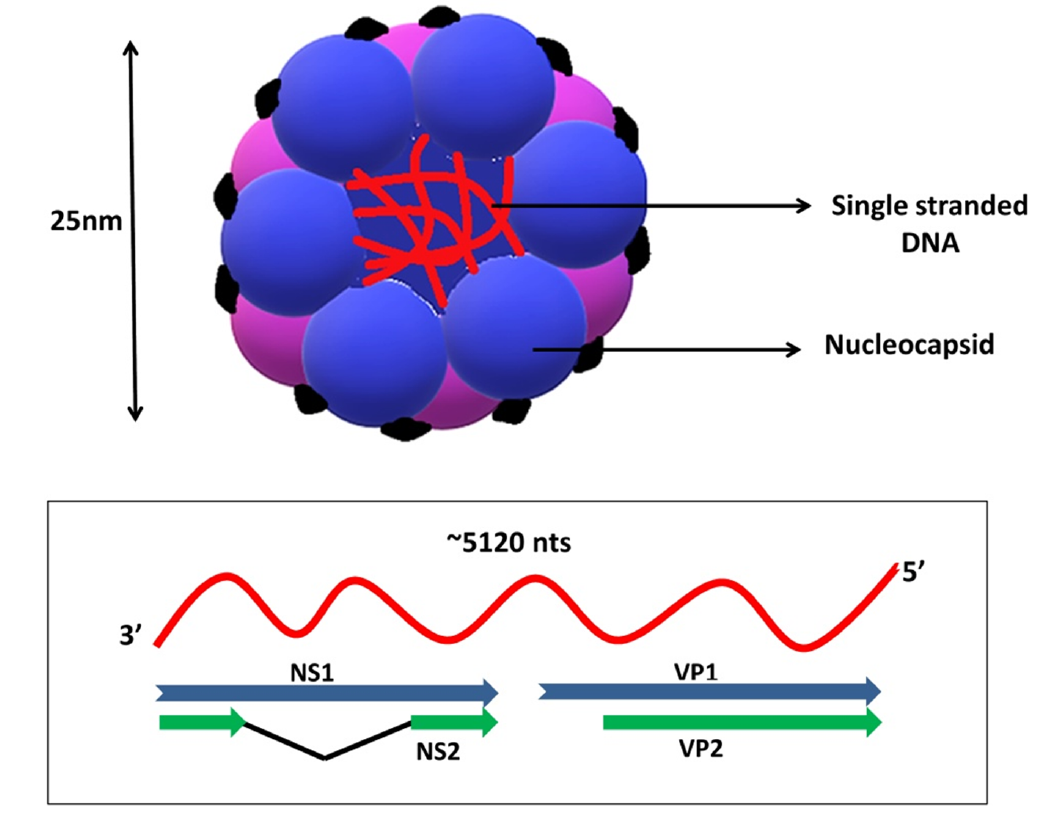 25nm
Single stranded
DNA
Nucleocapsid
~5120 nts
5’
3’
NS1
VP1
NS2
VP2